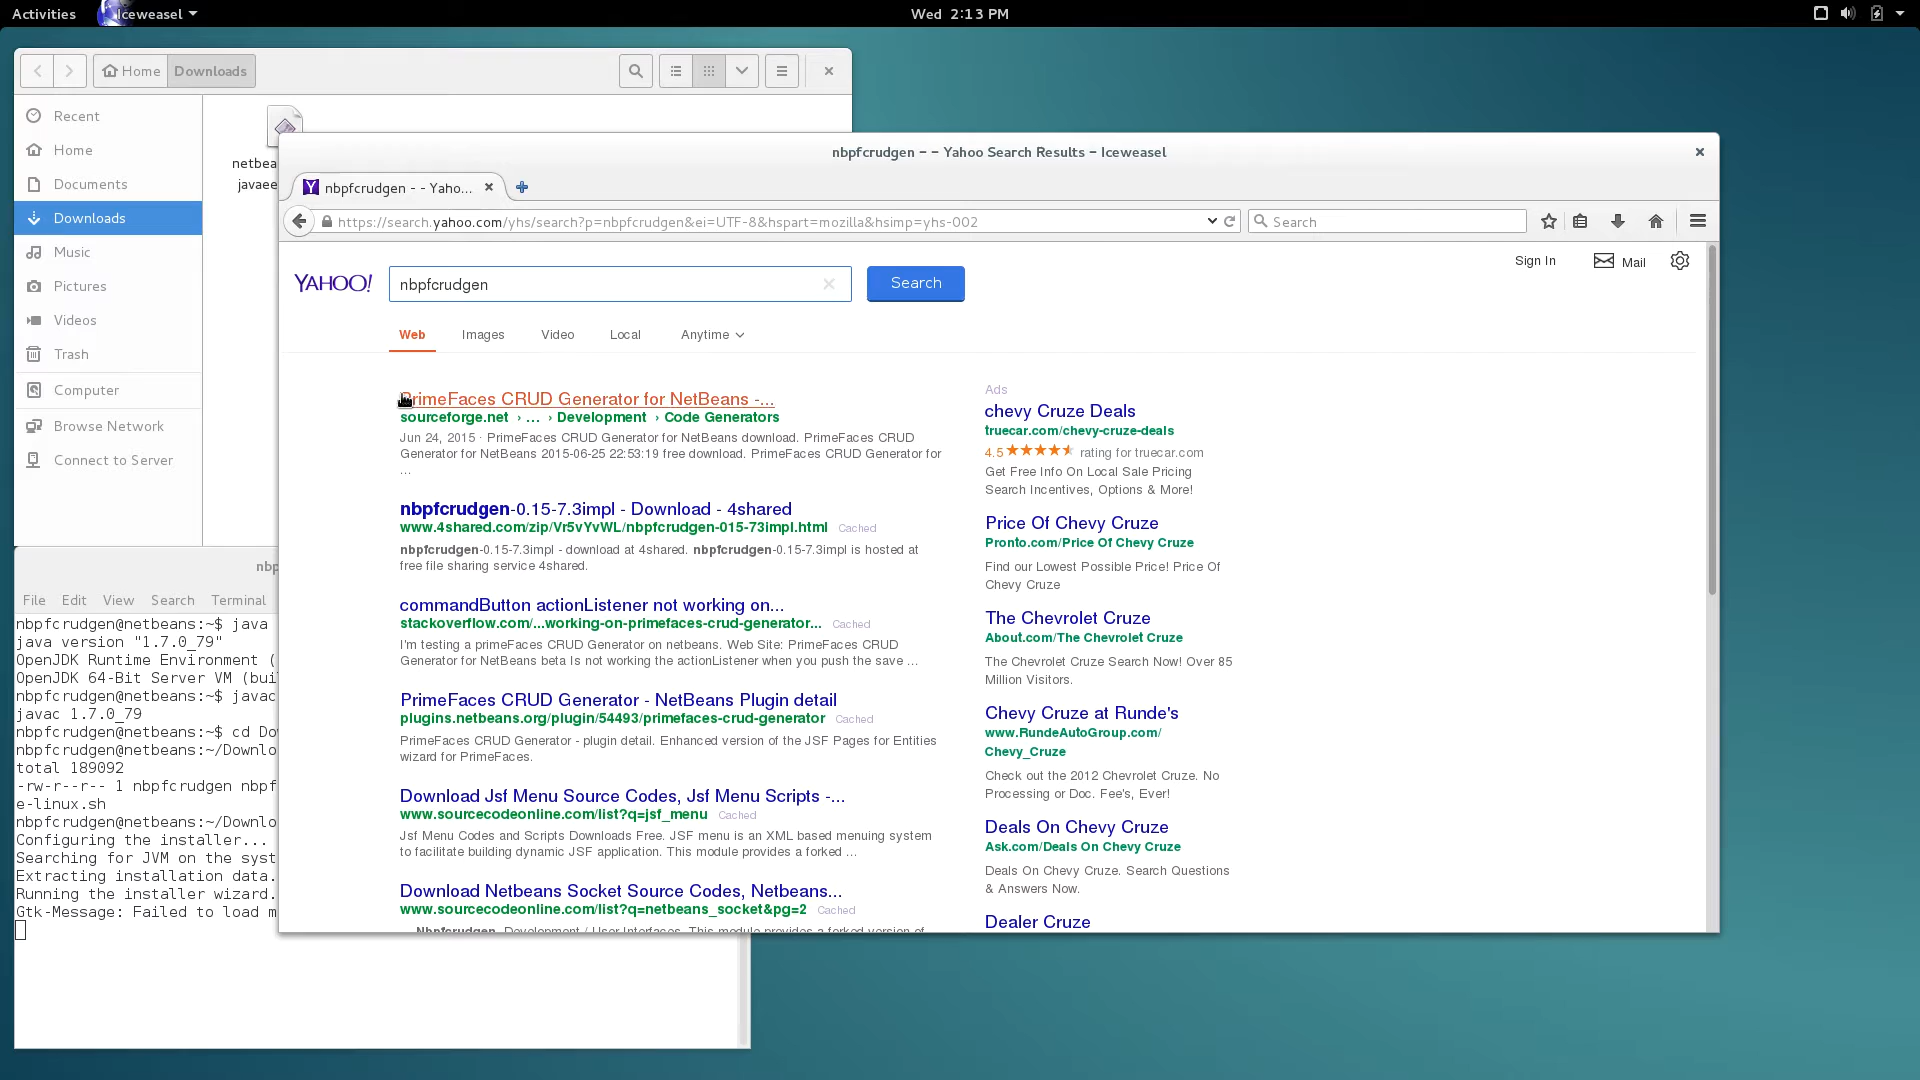 Activities
Iceweasel
Wed 2:13 PM
Home
Downloads
Recent
Home
Documents
Downloads
Music
Pictures
Videos
Trash
Computer
Browse Network
Connect to Server
nbpfcrudgen – – Yahoo Search Results – Iceweasel
nbpfcrudgen - - Yaho...
https://search.yahoo.com/yhs/search?p=nbpfcrudgen&ei=UTF-8&hspart=mozilla&hsimp=yhs-002
Search
Sign In
Mail
YAHOO!
nbpfcrudgen
Search
Web
Images
Video
Local
Anytime
PrimeFaces CRUD Generator for NetBeans -...
sourceforge.net › ... › Development › Code Generators
Jun 24, 2015 · PrimeFaces CRUD Generator for NetBeans download. PrimeFaces CRUD
Generator for NetBeans 2015-06-25 22:53:19 free download. PrimeFaces CRUD Generator for
...
nbpfcrudgen-0.15-7.3impl - Download - 4shared
www.4shared.com/zip/Vr5vYvWL/nbpfcrudgen-015-73impl.html Cached
nbpfcrudgen-0.15-7.3impl - download at 4shared. nbpfcrudgen-0.15-7.3impl is hosted at
free file sharing service 4shared.
commandButton actionListener not working on...
stackoverflow.com/...working-on-primefaces-crud-generator... Cached
I'm testing a primeFaces CRUD Generator on netbeans. Web Site: PrimeFaces CRUD
Generator for NetBeans beta Is not working the actionListener when you push the save ...
PrimeFaces CRUD Generator - NetBeans Plugin detail
plugins.netbeans.org/plugin/54493/primefaces-crud-generator Cached
PrimeFaces CRUD Generator - plugin detail. Enhanced version of the JSF Pages for Entities
wizard for PrimeFaces.
Download Jsf Menu Source Codes, Jsf Menu Scripts -...
www.sourcecodeonline.com/list?q=jsf_menu Cached
Jsf Menu Codes and Scripts Downloads Free. JSF menu is an XML based menuing system
to facilitate building dynamic JSF application. This module provides a forked ...
Download Netbeans Socket Source Codes, Netbeans...
www.sourcecodeonline.com/list?q=netbeans_socket&pg=2 Cached
Nbpfcrudgen. Development / User Interfaces. This module provides a forked version of
Ads
chevy Cruze Deals
truecar.com/chevy-cruze-deals
4.5 rating for truecar.com
Get Free Info On Local Sale Pricing
Search Incentives, Options & More!
Price Of Chevy Cruze
Pronto.com/Price Of Chevy Cruze
Find our Lowest Possible Price! Price Of
Chevy Cruze
The Chevrolet Cruze
About.com/The Chevrolet Cruze
The Chevrolet Cruze Search Now! Over 85
Million Visitors.
Chevy Cruze at Runde's
www.RundeAutoGroup.com/
Chevy_Cruze
Check out the 2012 Chevrolet Cruze. No
Processing or Doc. Fee's, Ever!
Deals On Chevy Cruze
Ask.com/Deals On Chevy Cruze
Deals On Chevy Cruze. Search Questions
& Answers Now.
Dealer Cruze
netbea
javaee
nbp
File Edit View Search Terminal
nbpfcrudgen@netbeans:~$ java
java version "1.7.0_79"
OpenJDK Runtime Environment (
OpenJDK 64-Bit Server VM (bui
nbpfcrudgen@netbeans:~$ javac
javac 1.7.0_79
nbpfcrudgen@netbeans:~$ cd Do
nbpfcrudgen@netbeans:~/Downlo
total 189092
-rw-r--r-- 1 nbpfcrudgen nbpf
e-linux.sh
nbpfcrudgen@netbeans:~/Downlo
Configuring the installer...
Searching for JVM on the syst
Extracting installation data.
Running the installer wizard.
Gtk-Message: Failed to load m